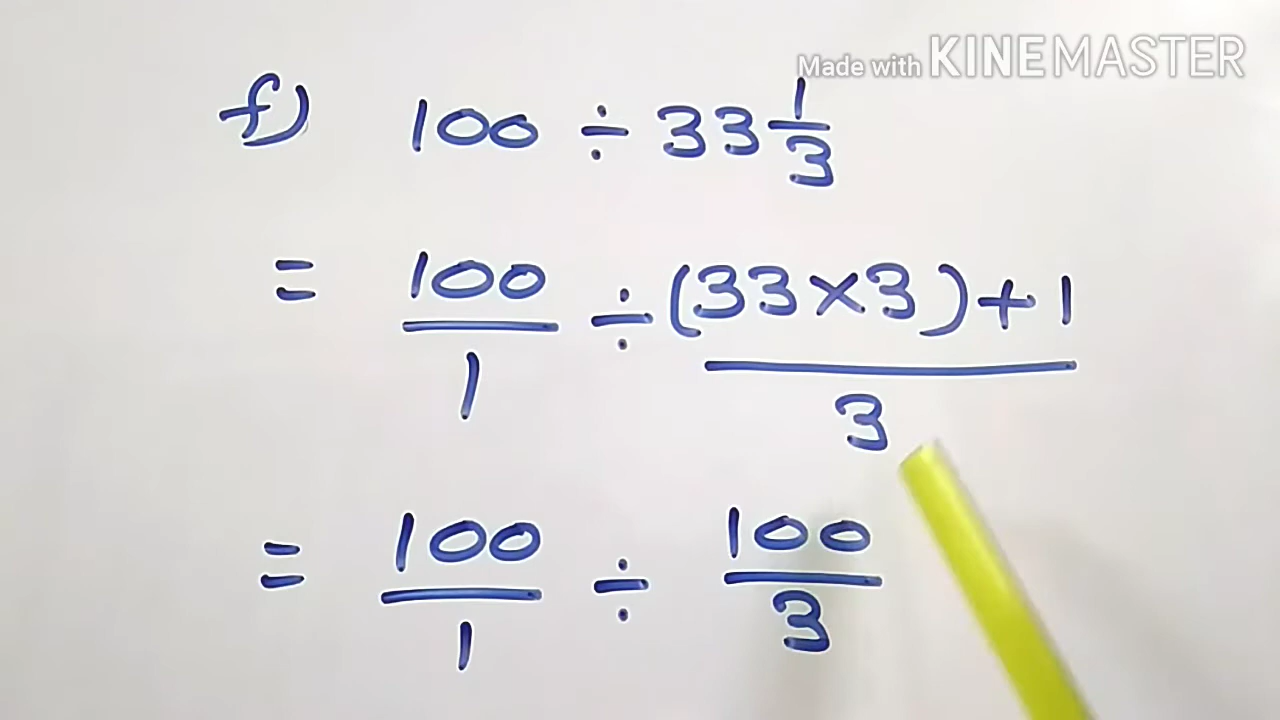 Made with KINEMASTER
f) 100 ÷ 33 1/3
= 100/1 ÷ (33×3)+1/3
= 100/1 ÷ 100/3